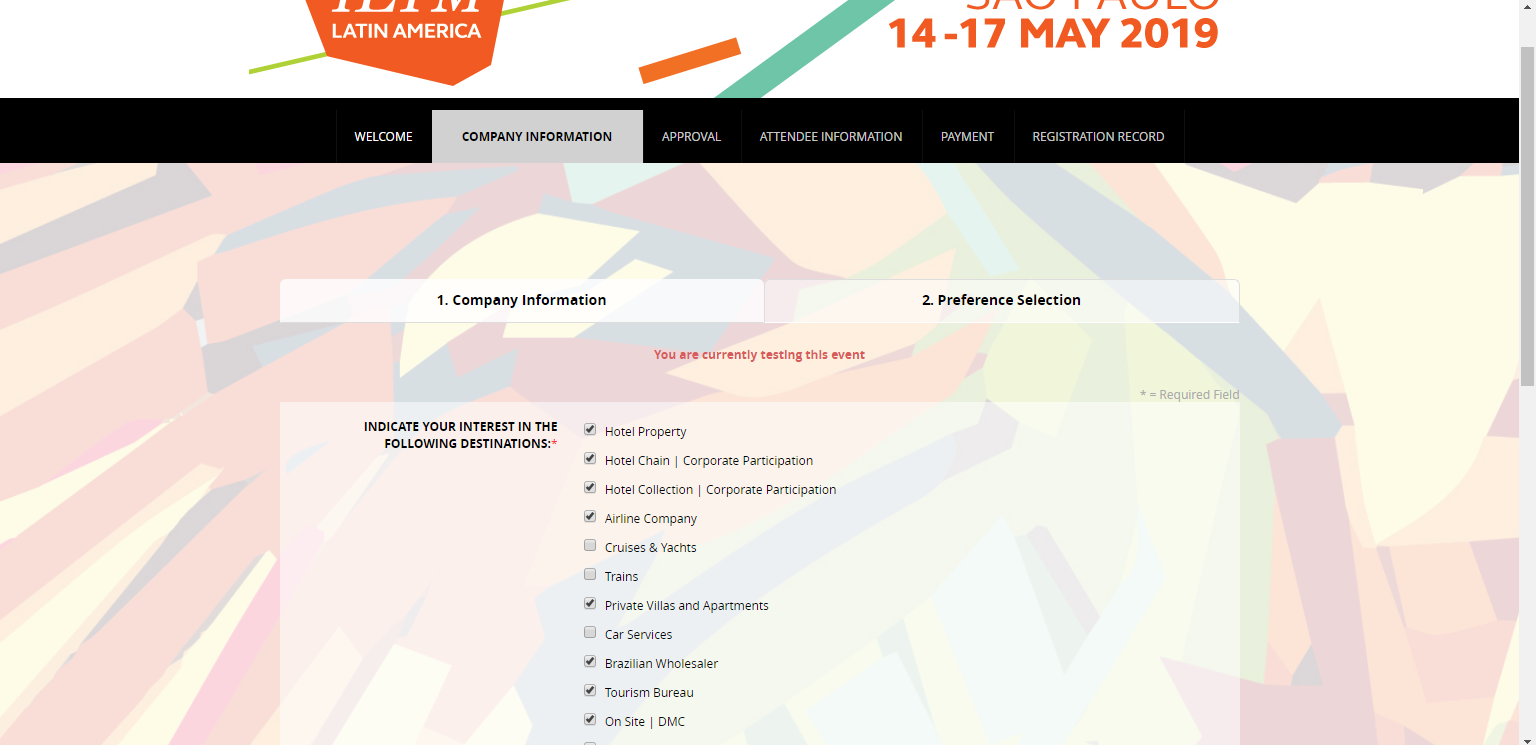 LATIN AMERICA
14 -17 MAY 2019
WELCOME
COMPANY INFORMATION
APPROVAL
ATTENDEE INFORMATION
PAYMENT
REGISTRATION RECORD
1. Company Information
2. Preference Selection
You are currently testing this event
* = Required Field
INDICATE YOUR INTEREST IN THE
FOLLOWING DESTINATIONS:*
Hotel Property
Hotel Chain | Corporate Participation
Hotel Collection | Corporate Participation
Airline Company
Cruises & Yachts
Trains
Private Villas and Apartments
Car Services
Brazilian Wholesaler
Tourism Bureau
On Site | DMC